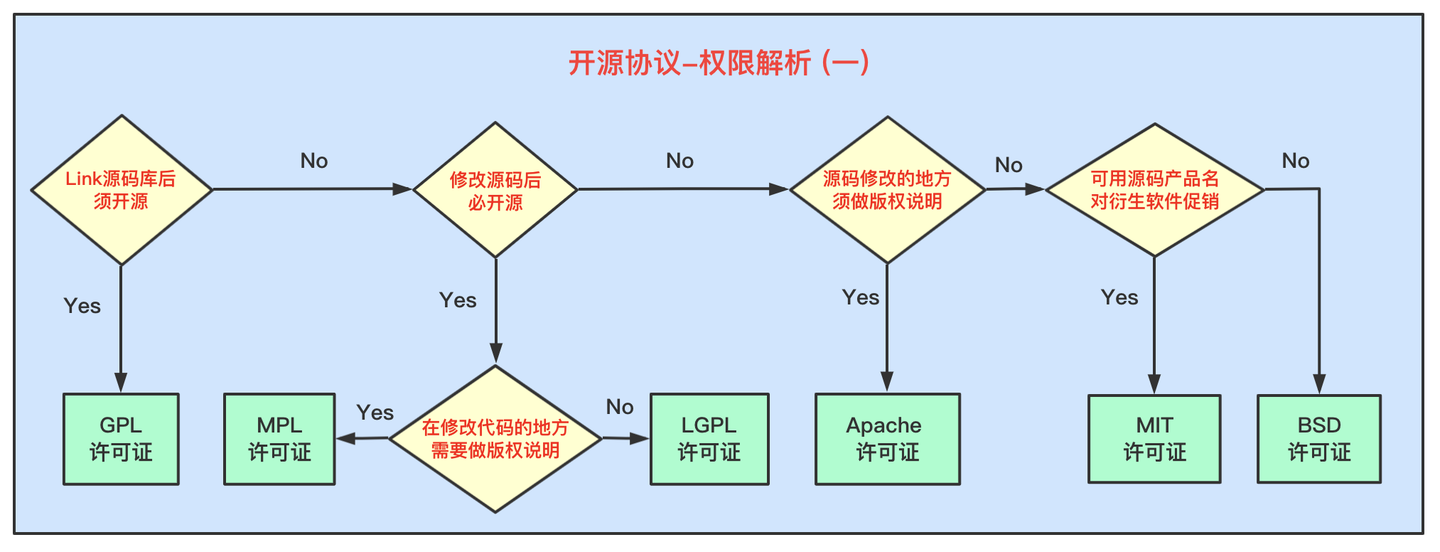 开源协议-权限解析 (一)
Link源码库后
须开源
No
修改源码后
必开源
No
源码修改的地方
须做版权说明
No
可用源码产品名
对衍生软件促销
No
Yes
Yes
Yes
Yes
GPL
许可证
MPL
许可证
Yes
在修改代码的地方
需要做版权说明
No
LGPL
许可证
Apache
许可证
MIT
许可证
BSD
许可证